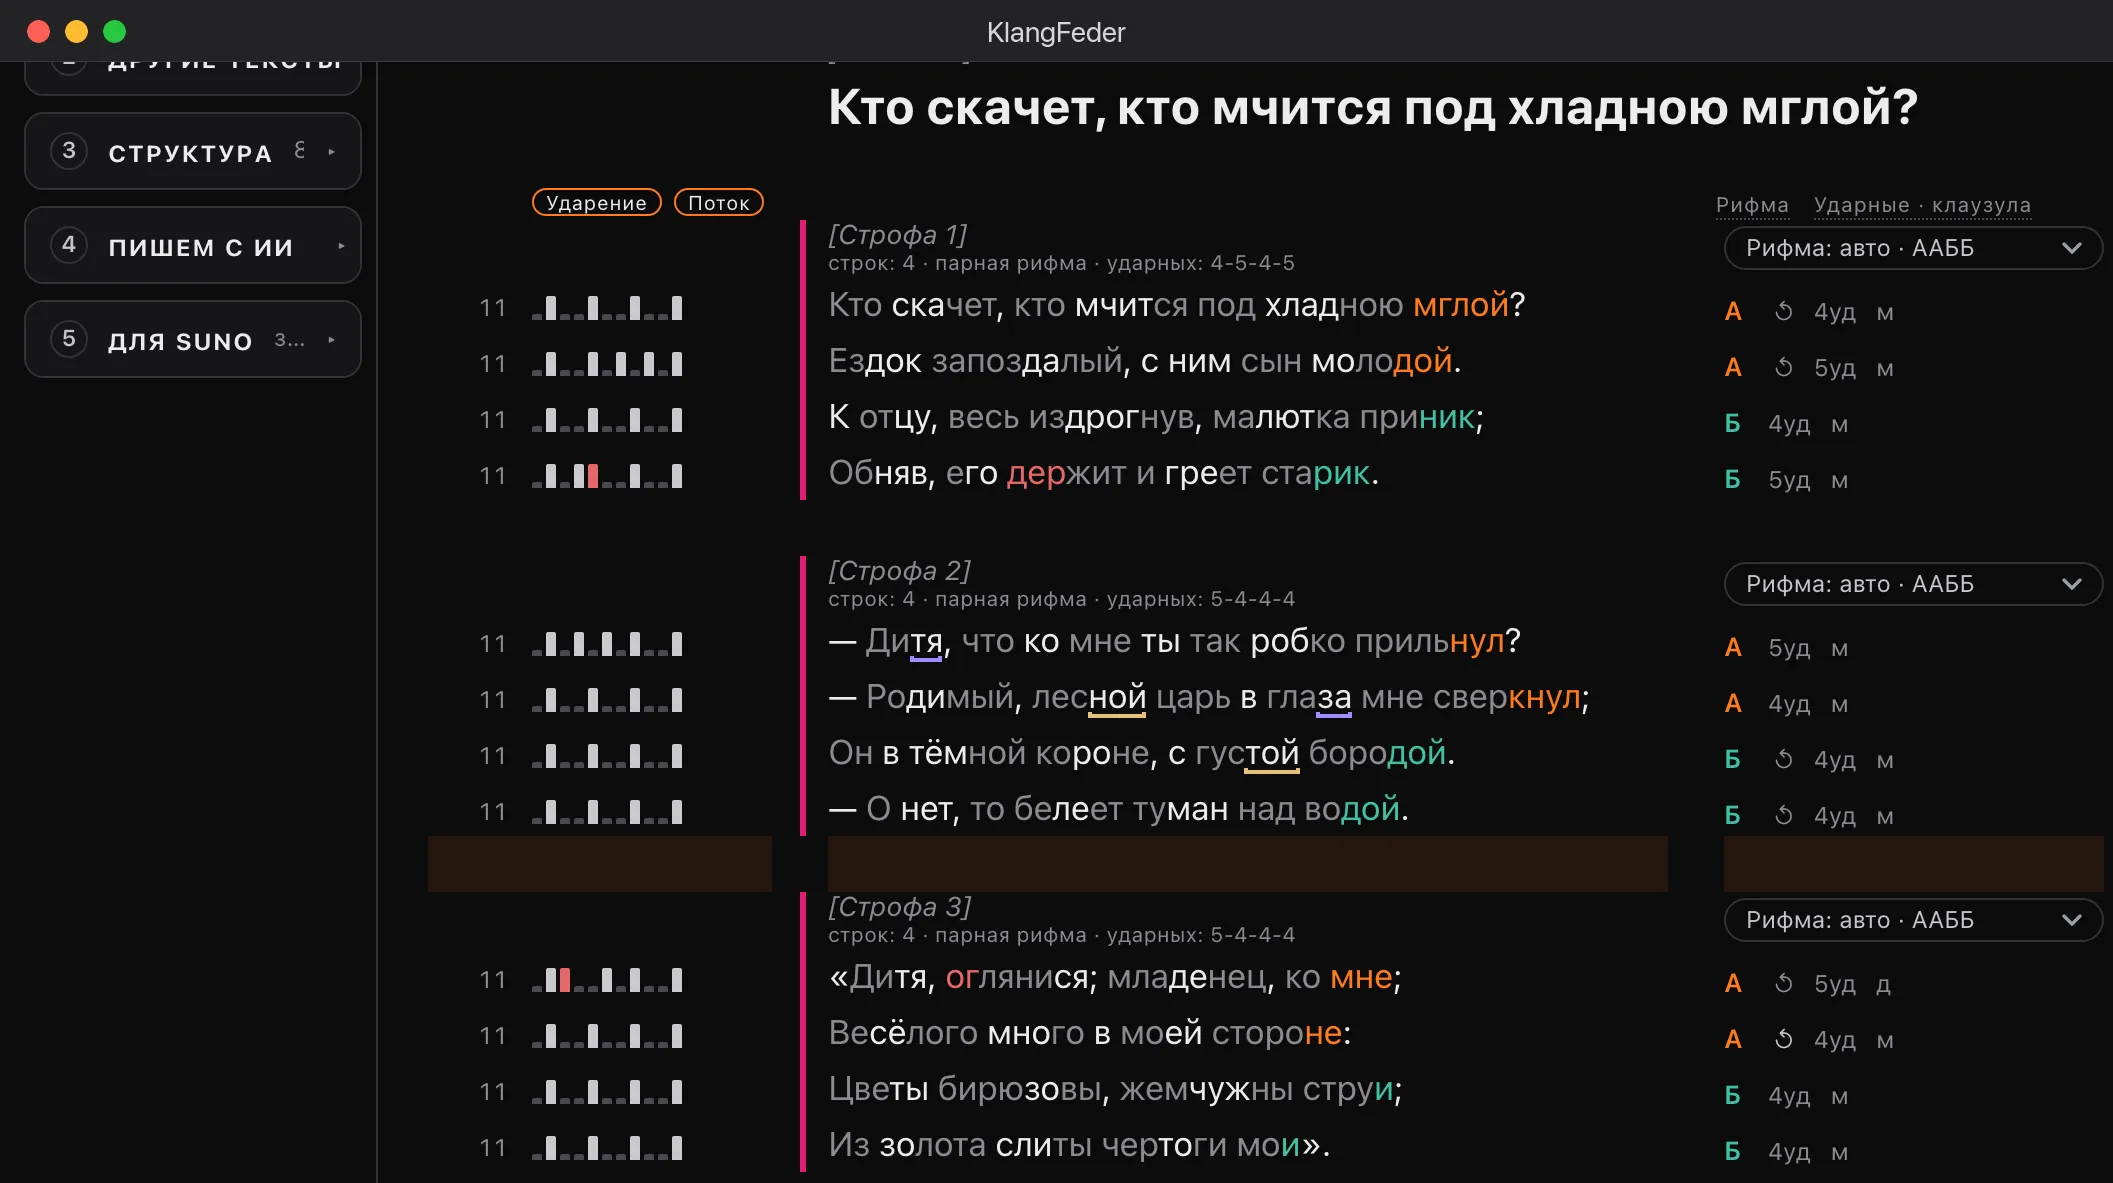 KlangFeder
ДРУГИЕ ТЕКСТЫ
3 СТРУКТУРА 8
4 ПИШЕМ С ИИ
5 ДЛЯ SUNO з...
Кто скачет, кто мчится под хладною мглой?
Ударение Поток
Рифма Ударные · клаузула
[Строфа 1]
строк: 4 · парная рифма · ударных: 4-5-4-5
Рифма: авто · ААББ
11 Кто скачет, кто мчится под хладною мглой? А 4уд м
11 Ездок запоздалый, с ним сын молодой. А 5уд м
11 К отцу, весь издрогнув, малютка приник; Б 4уд м
11 Обняв, его держит и греет старик. Б 5уд м
[Строфа 2]
строк: 4 · парная рифма · ударных: 5-4-4-4
Рифма: авто · ААББ
11 — Дитя, что ко мне ты так робко прильнул? А 5уд м
11 — Родимый, лесной царь в глаза мне сверкнул; А 4уд м
11 Он в тёмной короне, с густой бородой. Б 4уд м
11 — О нет, то белеет туман над водой. Б 4уд м
[Строфа 3]
строк: 4 · парная рифма · ударных: 5-4-4-4
Рифма: авто · ААББ
11 «Дитя, оглянися; младенец, ко мне; А 5уд д
11 Весёлого много в моей стороне: А 4уд м
11 Цветы бирюзовы, жемчужны струи; Б 4уд м
11 Из золота слиты чертоги мои». Б 4уд м